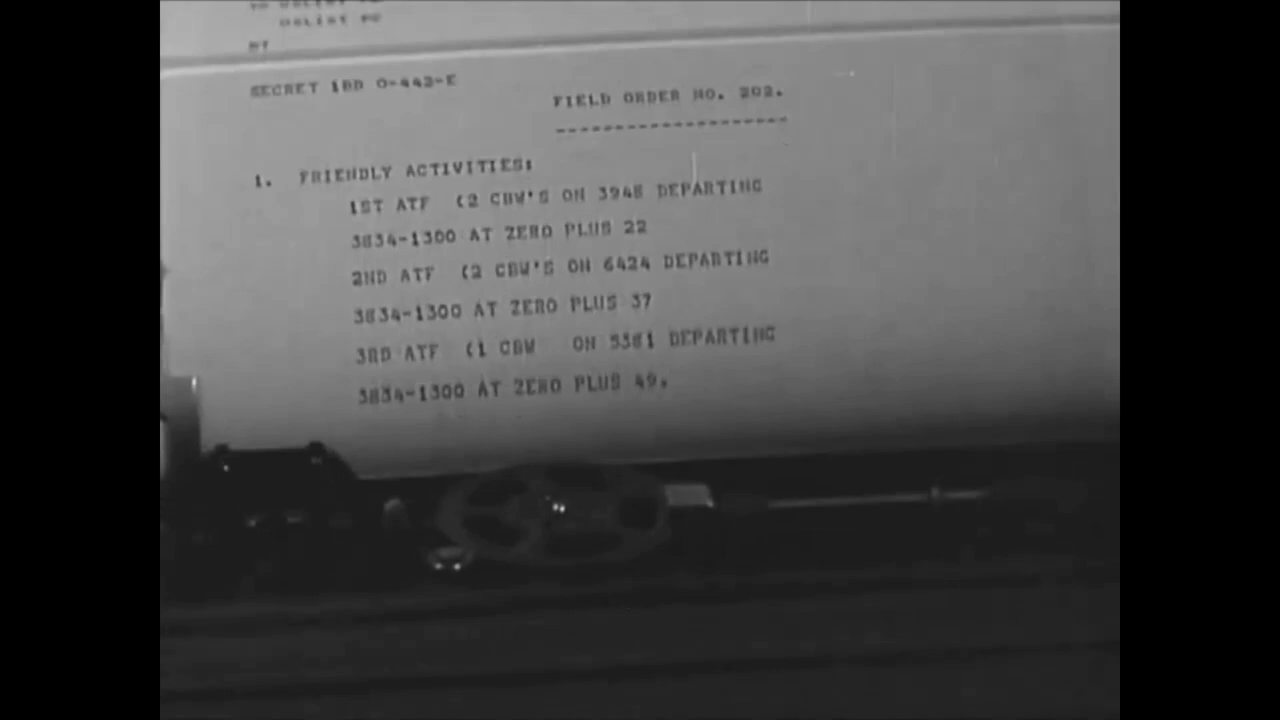 SECRET 1BD O-442-E
FIELD ORDER NO. 202.
--------------------
1. FRIENDLY ACTIVITIES:
1ST ATF (2 CBW'S ON 3948 DEPARTING
3834-1300 AT ZERO PLUS 22
2ND ATF (2 CBW'S ON 6424 DEPARTING
3834-1300 AT ZERO PLUS 37
3RD ATF (1 CBW ON 5381 DEPARTING
3834-1300 AT ZERO PLUS 49.